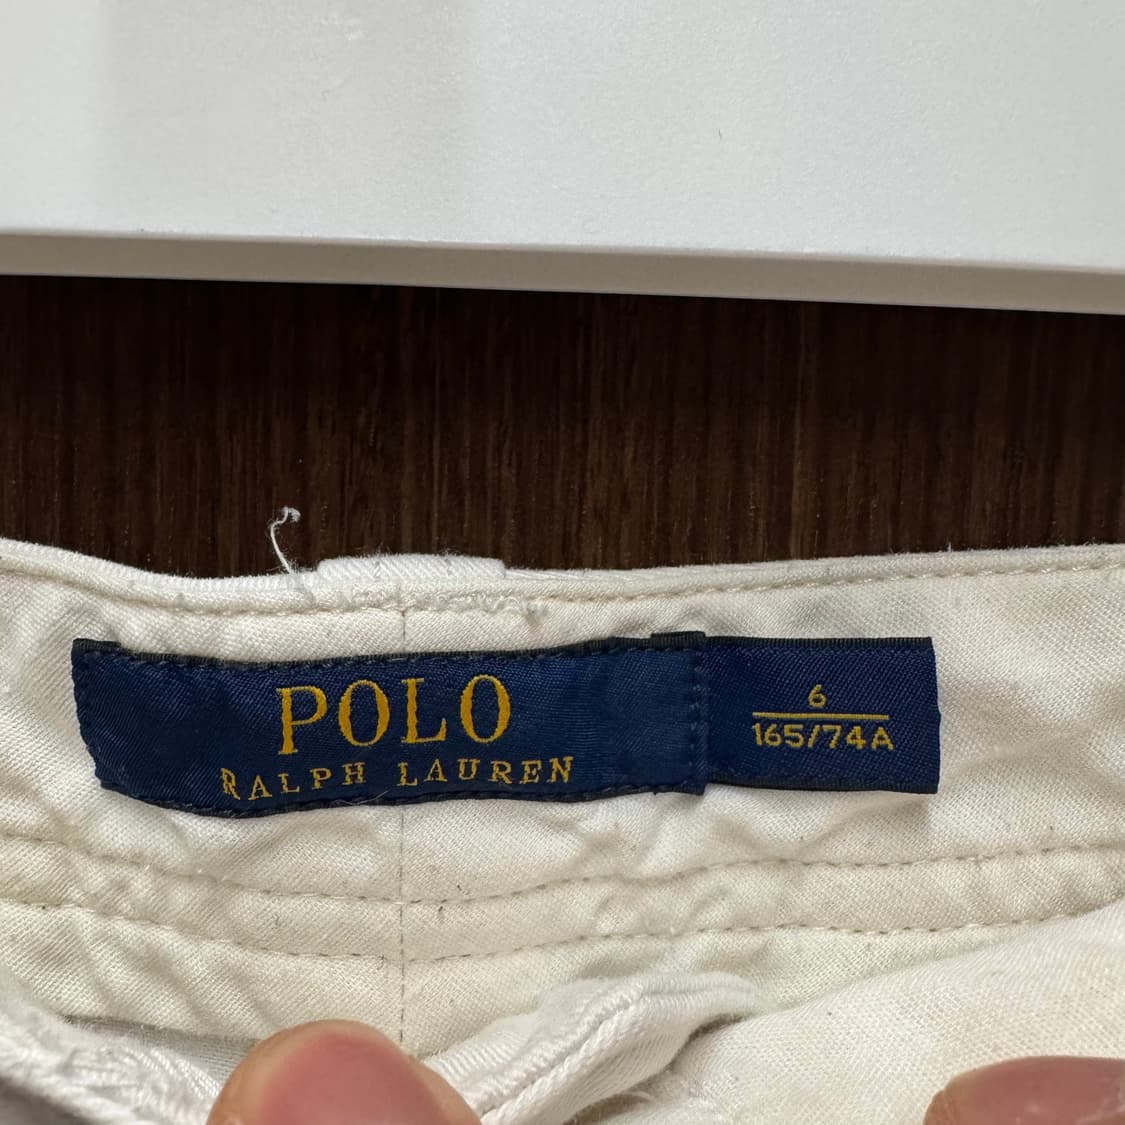 POLO
RALPH LAUREN
6
165/74A